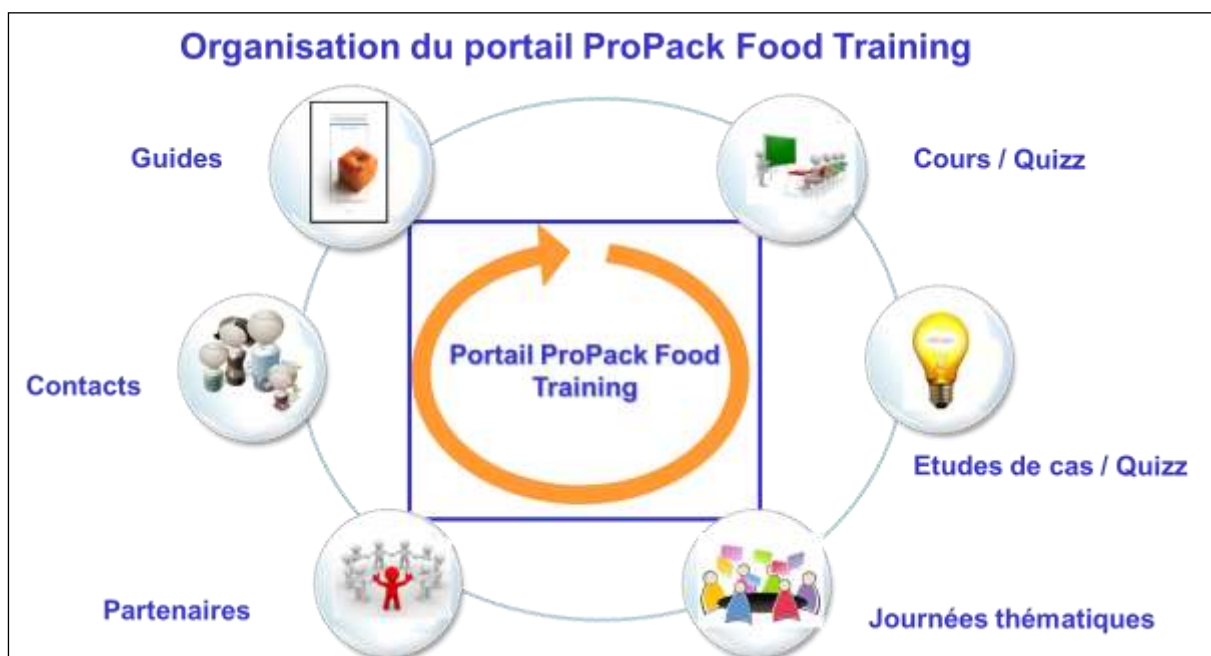 Organisation du portail ProPack Food Training
Guides
Cours / Quizz
Portail ProPack Food
Training
Contacts
Etudes de cas / Quizz
Partenaires
Journées thématiques